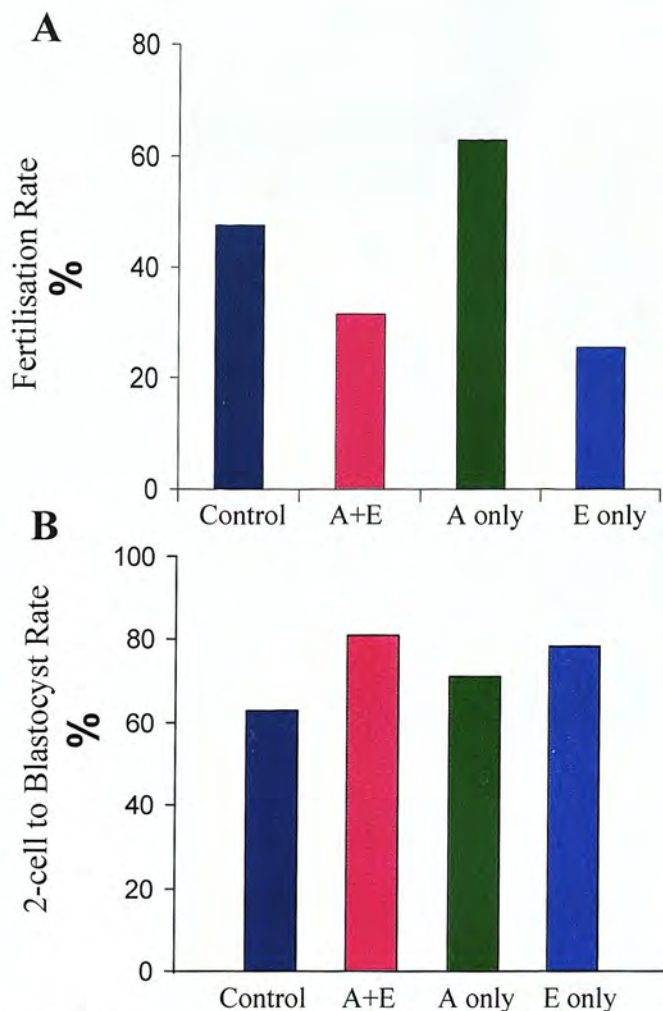 A
Fertilisation Rate
%
80
60
40
20
0
Control A+E A only E only
B
2-cell to Blastocyst Rate
%
100
80
60
40
20
0
Control A+E A only E only